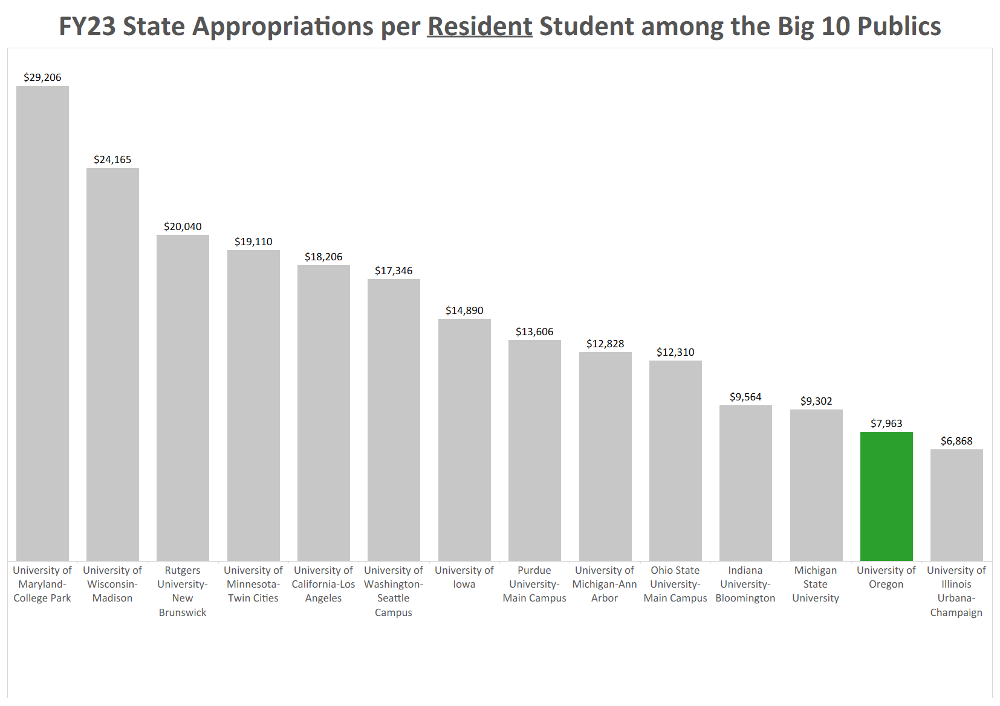 FY23 State Appropriations per Resident Student among the Big 10 Publics
$29,206
$24,165
$20,040
$19,110
$18,206
$17,346
$14,890
$13,606
$12,828
$12,310
$9,564
$9,302
$7,963
$6,868
University of
Maryland-
College Park
University of
Wisconsin-
Madison
Rutgers
University-
New
Brunswick
University of
Minnesota-
Twin Cities
University of
California-Los
Angeles
University of
Washington-
Seattle
Campus
University of
Iowa
Purdue
University-
Main Campus
University of
Michigan-Ann
Arbor
Ohio State
University-
Main Campus
Indiana
University-
Bloomington
Michigan
State
University
University of
Oregon
University of
Illinois
Urbana-
Champaign